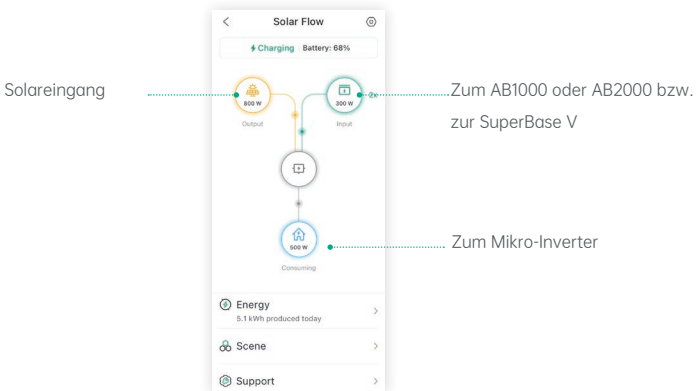 Solar Flow
Charging Battery: 68%
Solareingang
800 W
Output
300 W
2x
Input
Zum AB1000 oder AB2000 bzw.
zur SuperBase V
500 W
Consuming
Zum Mikro-Inverter
Energy
5.1 kWh produced today
Scene
Support